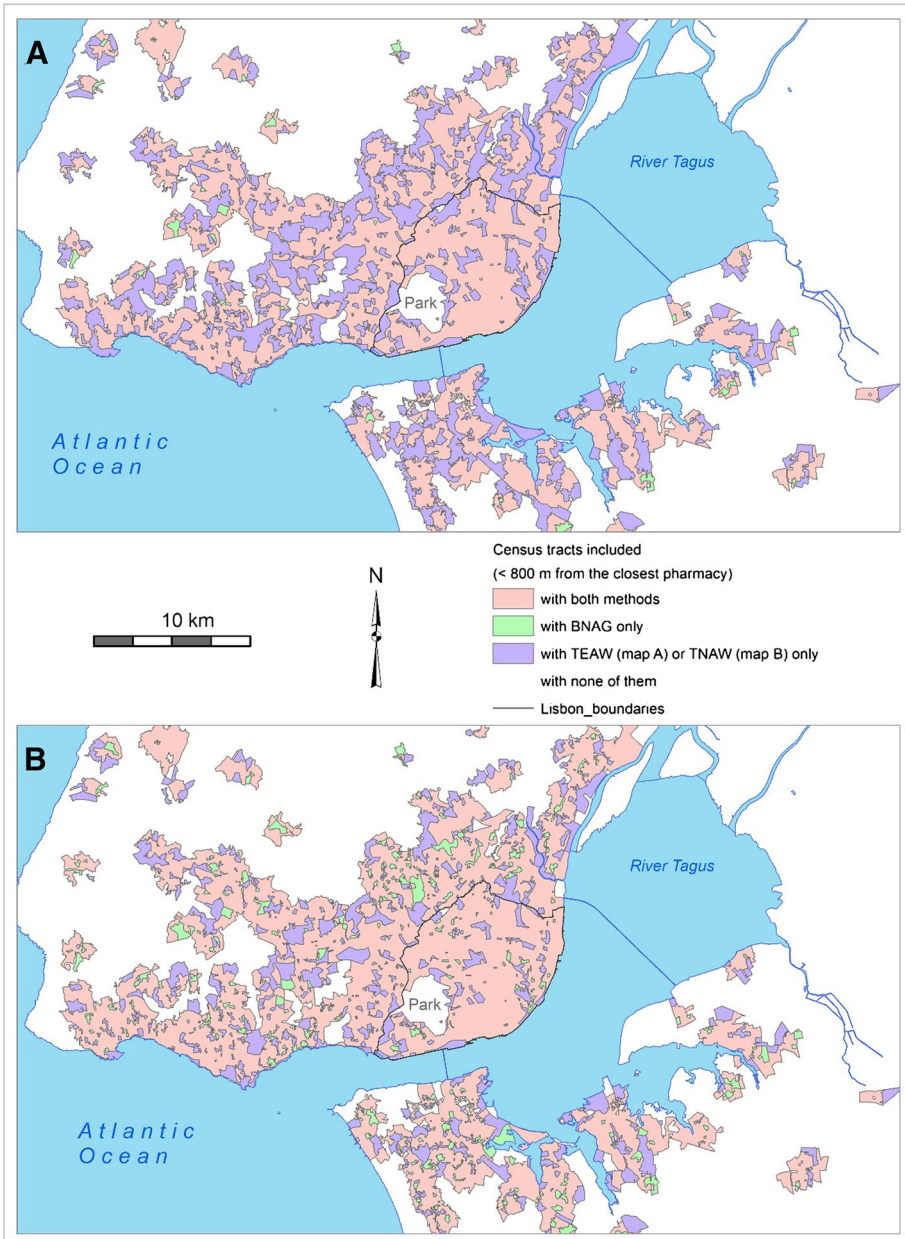 A
River Tagus
Park
Atlantic
Ocean
Census tracts included
(< 800 m from the closest pharmacy)
with both methods
with BNAG only
with TEAW (map A) or TNAW (map B) only
with none of them
Lisbon_boundaries
10 km
N
B
River Tagus
Park
Atlantic
Ocean